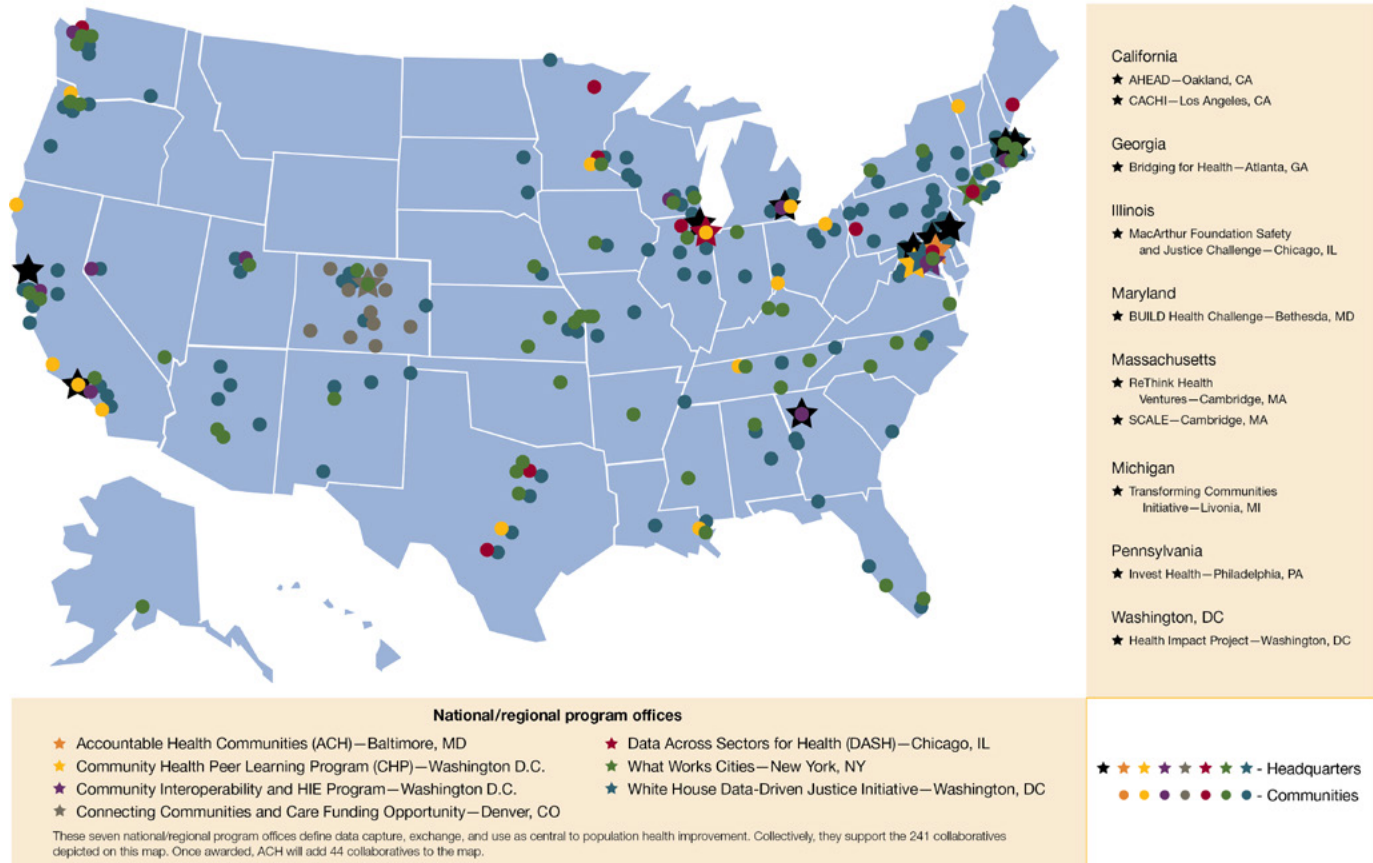 California
★ AHEAD—Oakland, CA
★ CACHI—Los Angeles, CA
Georgia
★ Bridging for Health—Atlanta, GA
Illinois
★ MacArthur Foundation Safety
and Justice Challenge—Chicago, IL
Maryland
★ BUILD Health Challenge—Bethesda, MD
Massachusetts
★ ReThink Health
Ventures—Cambridge, MA
★ SCALE—Cambridge, MA
Michigan
★ Transforming Communities
Initiative—Livonia, MI
Pennsylvania
★ Invest Health—Philadelphia, PA
Washington, DC
★ Health Impact Project—Washington, DC
National/regional program offices
★ Accountable Health Communities (ACH)—Baltimore, MD
★ Community Health Peer Learning Program (CHP)—Washington D.C.
★ Community Interoperability and HIE Program—Washington D.C.
★ Connecting Communities and Care Funding Opportunity—Denver, CO
★ Data Across Sectors for Health (DASH)—Chicago, IL
★ What Works Cities—New York, NY
★ White House Data-Driven Justice Initiative—Washington, DC
These seven national/regional program offices define data capture, exchange, and use as central to population health improvement. Collectively, they support the 241 collaboratives
depicted on this map. Once awarded, ACH will add 44 collaboratives to the map.
- Headquarters
- Communities